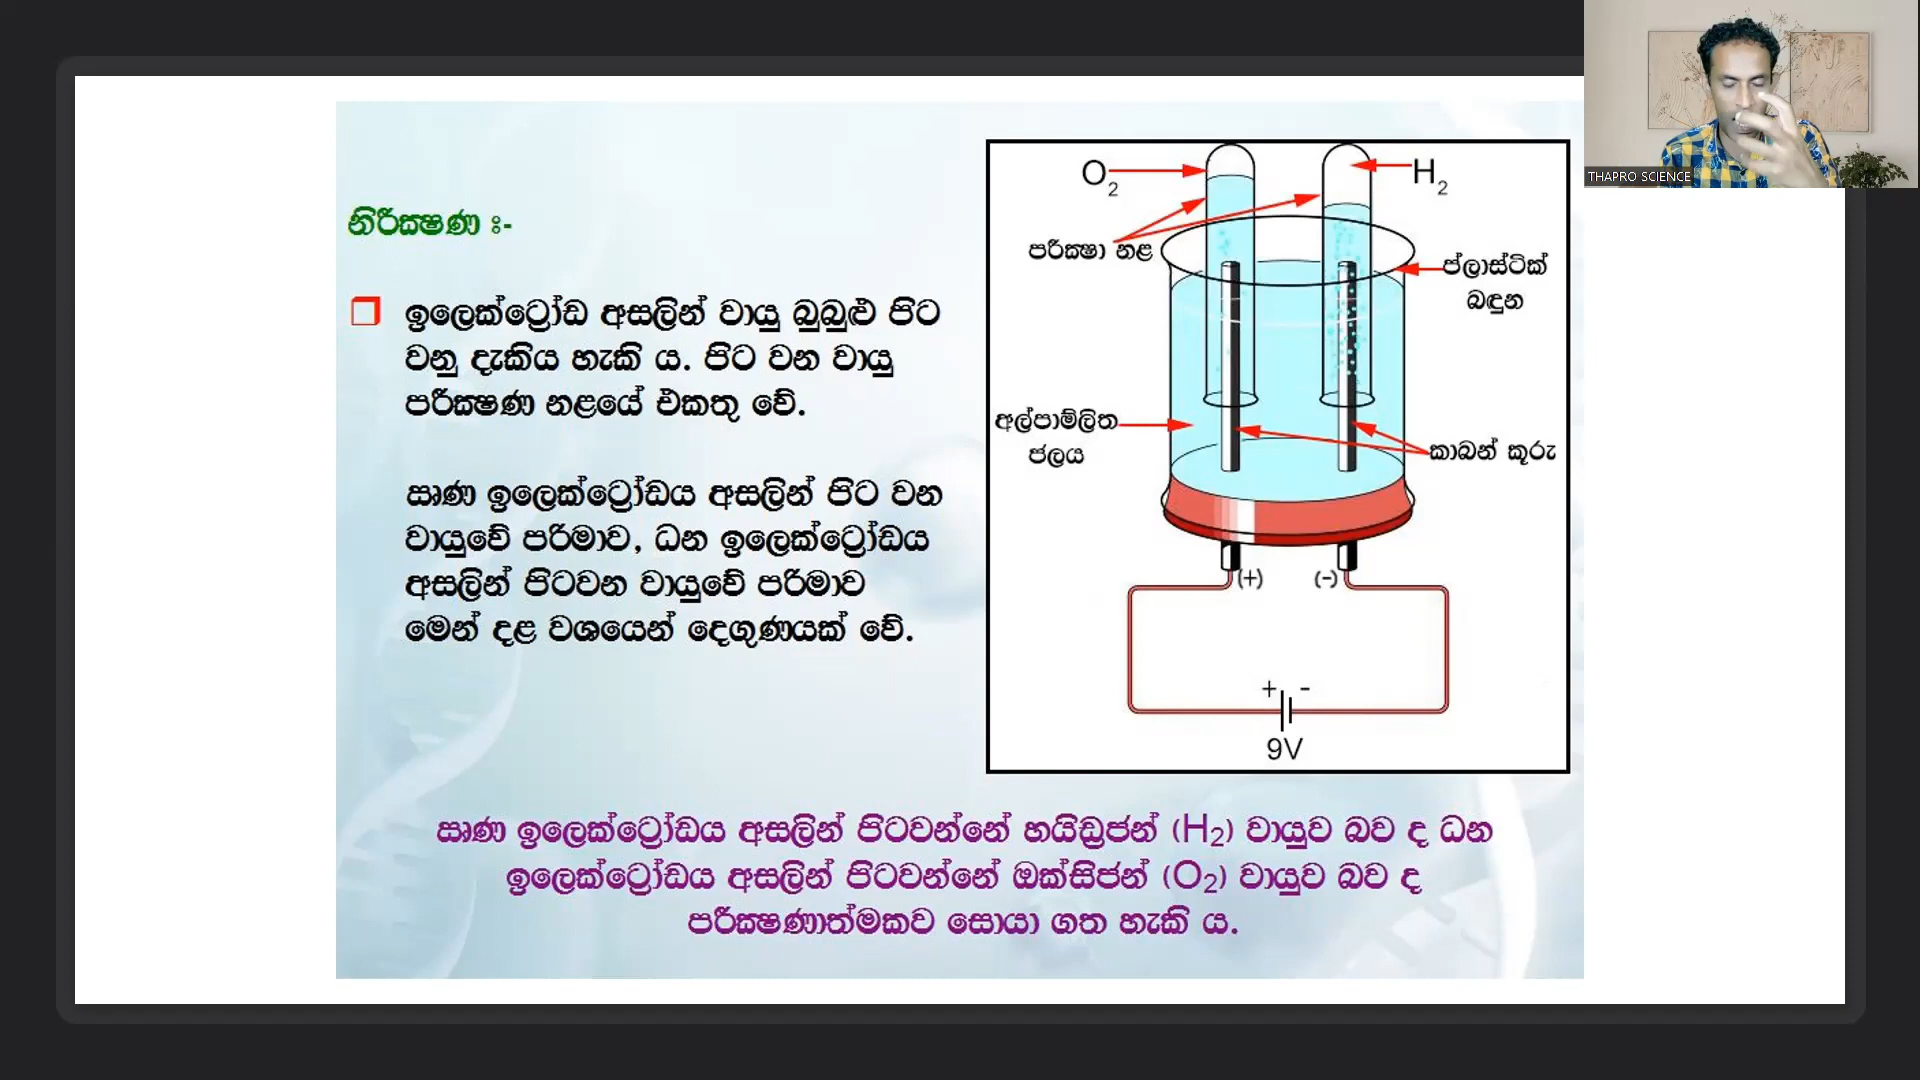 THAPRO SCIENCE
නිරීක්ෂණ :-
ඉලෙක්ට්‍රෝඩ අසලින් වායු බුබුළු පිට
වනු දැකිය හැකි ය. පිට වන වායු
පරීක්ෂණ නළයේ එකතු වේ.
ඍණ ඉලෙක්ට්‍රෝඩය අසලින් පිට වන
වායුවේ පරිමාව, ධන ඉලෙක්ට්‍රෝඩය
අසලින් පිටවන වායුවේ පරිමාව
මෙන් දළ වශයෙන් දෙගුණයක් වේ.
O₂
H₂
පරීක්ෂා නළ
ප්ලාස්ටික්
බඳුන
අල්පාම්ලිත
ජලය
කාබන් කූරු
(+) (-)
+ -
9V
ඍණ ඉලෙක්ට්‍රෝඩය අසලින් පිටවන්නේ හයිඩ්‍රජන් (H₂) වායුව බව ද ධන
ඉලෙක්ට්‍රෝඩය අසලින් පිටවන්නේ ඔක්සිජන් (O₂) වායුව බව ද
පරීක්ෂණාත්මකව සොයා ගත හැකි ය.